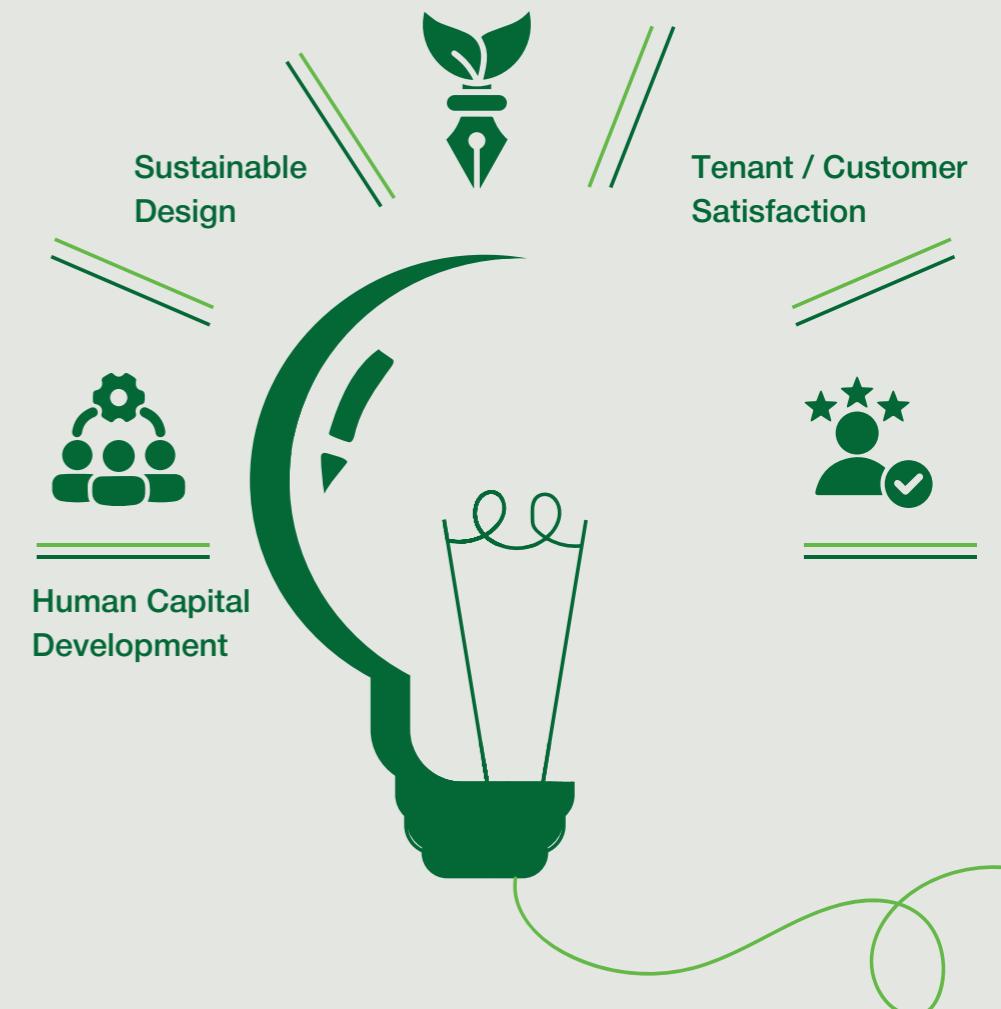 Sustainable
Design
Tenant / Customer
Satisfaction
Human Capital
Development